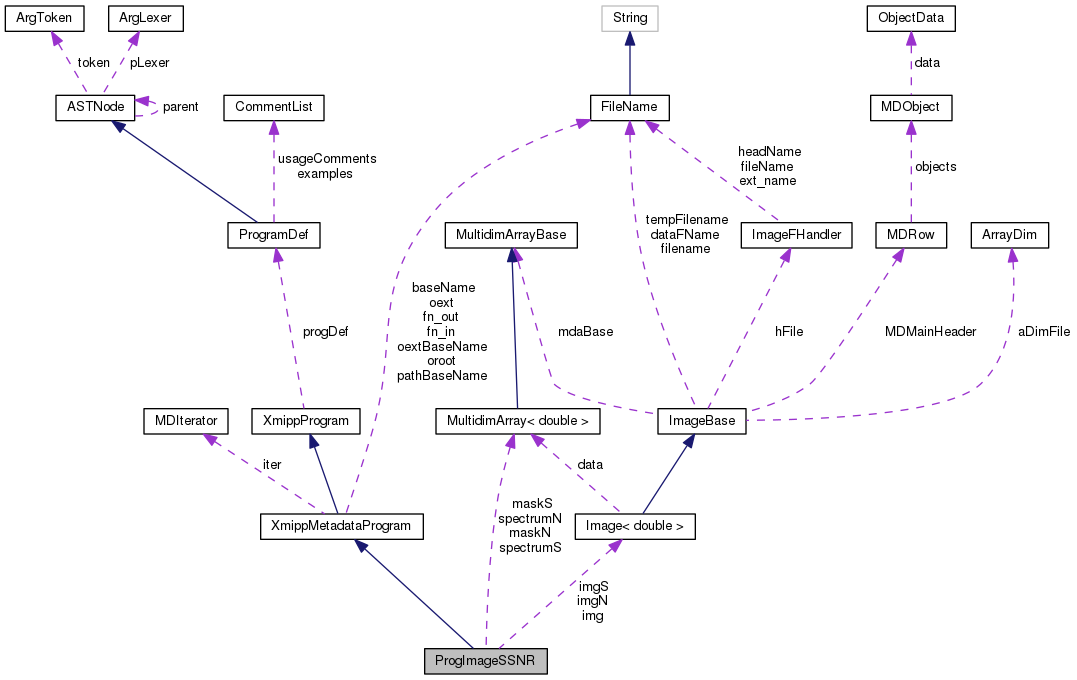 ArgToken
ArgLexer
String
ObjectData
token
pLexer
data
ASTNode
parent
CommentList
FileName
MDObject
usageComments
examples
headName
fileName
ext_name
objects
tempFilename
dataFName
filename
ProgramDef
MultidimArrayBase
ImageFHandler
MDRow
ArrayDim
baseName
oext
fn_out
fn_in
oextBaseName
oroot
pathBaseName
progDef
mdaBase
hFile
MDMainHeader
aDimFile
MDIterator
XmippProgram
MultidimArray< double >
ImageBase
iter
data
maskS
spectrumN
maskN
spectrumS
XmippMetadataProgram
Image< double >
imgS
imgN
img
ProgImageSSNR